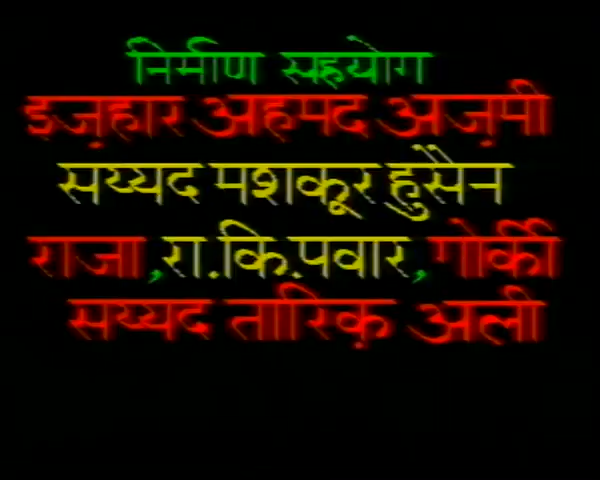 निर्माण सहयोग
इज़हार अहमद अज़मी
सय्यद मशकूर हुसैन
राजा,रा.कि.पवार,गोर्की
सय्यद तारिक़ अली